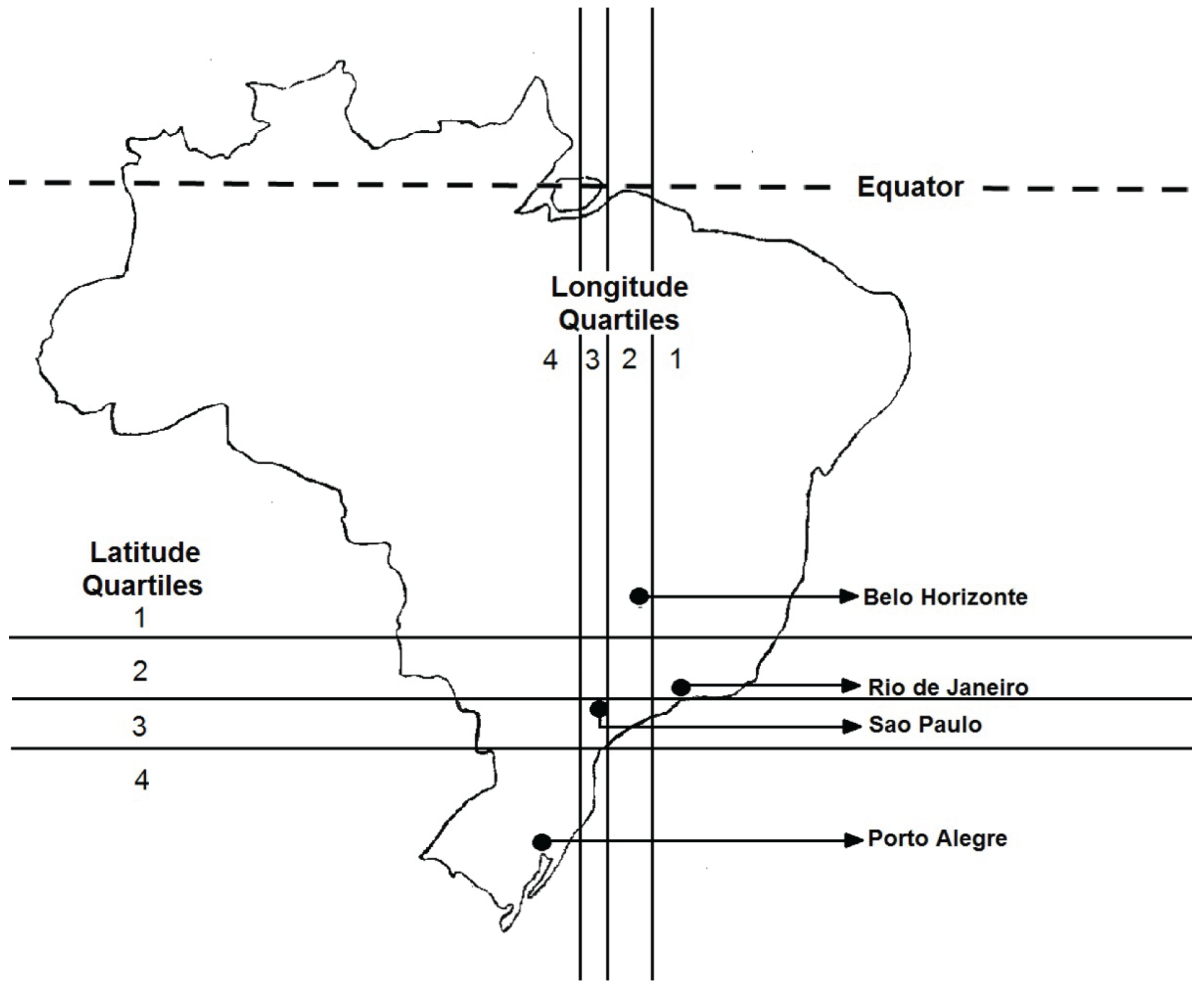 Equator
Longitude
Quartiles
4 3 2 1
Latitude
Quartiles
1
Belo Horizonte
2
Rio de Janeiro
3
Sao Paulo
4
Porto Alegre